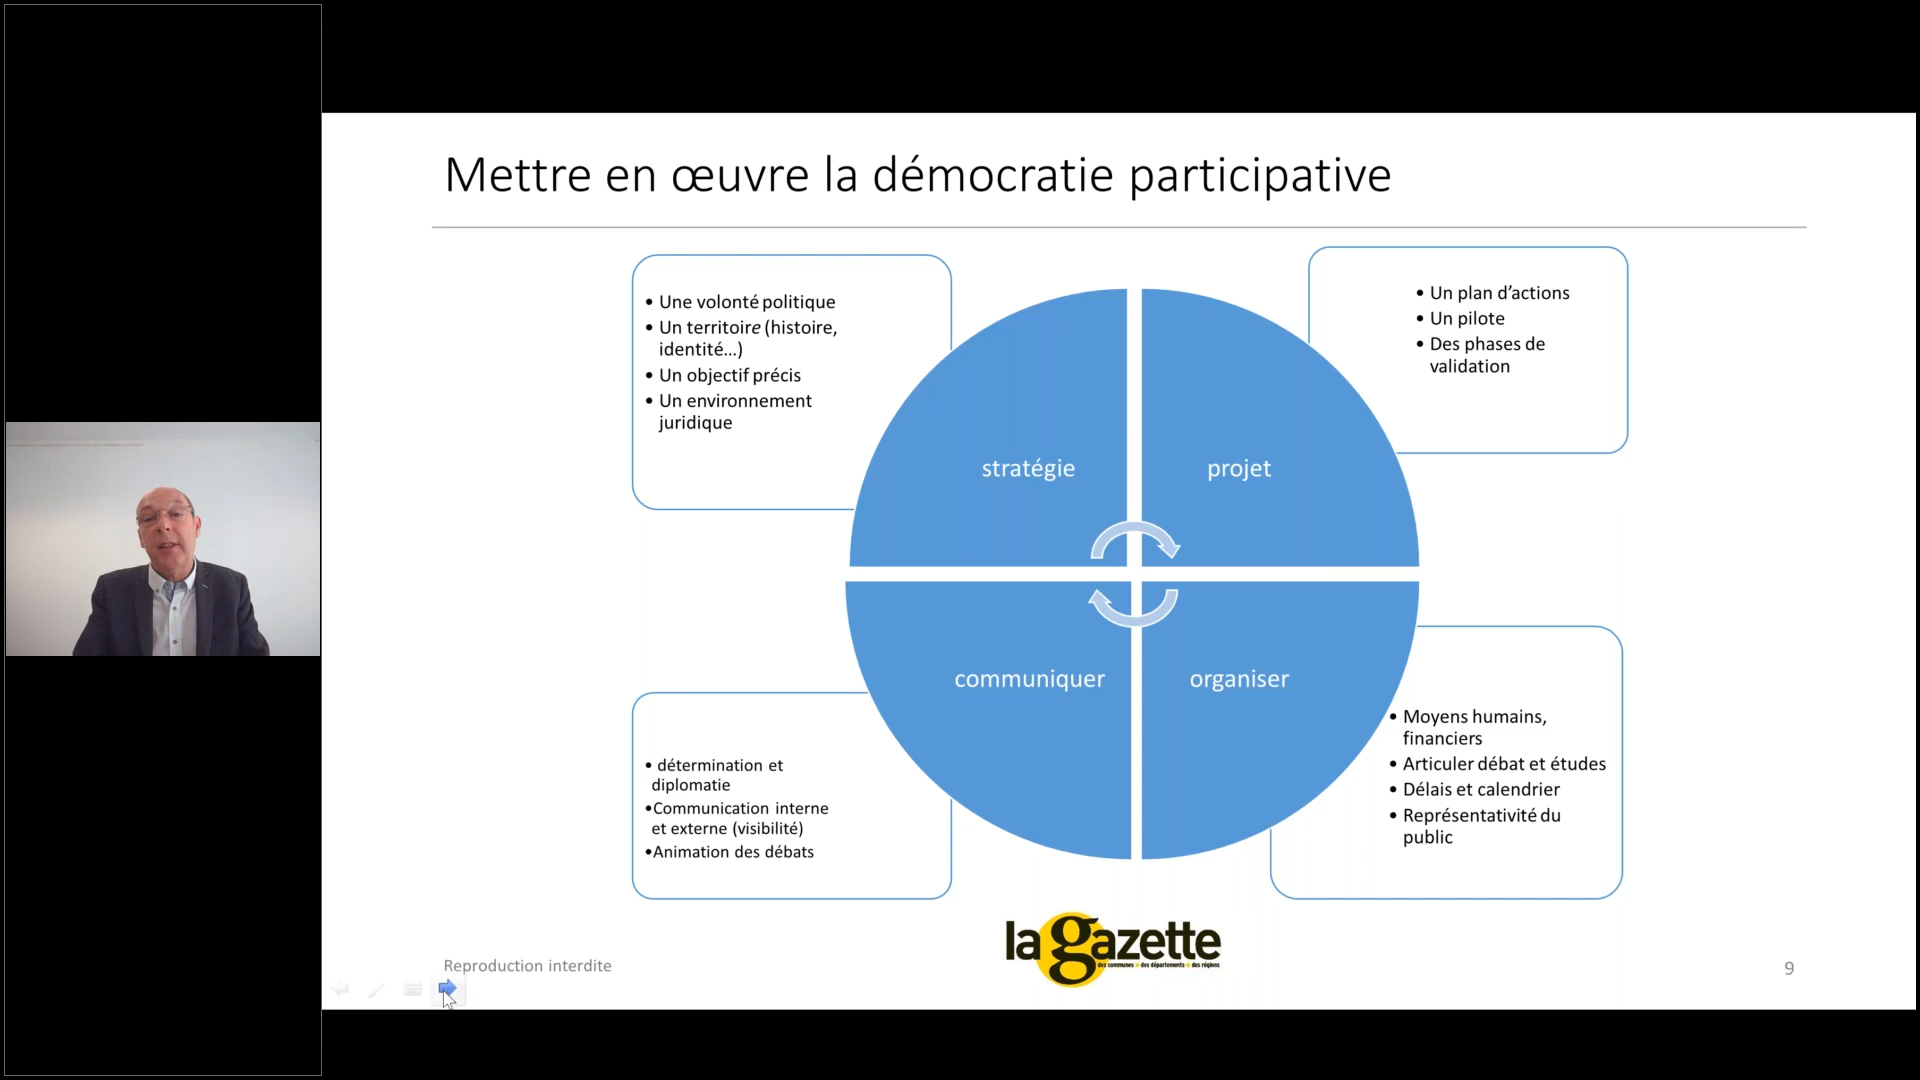 Mettre en œuvre la démocratie participative
• Une volonté politique
• Un territoire (histoire,
identité...)
• Un objectif précis
• Un environnement
juridique
• Un plan d’actions
• Un pilote
• Des phases de
validation
stratégie
projet
communiquer
organiser
• détermination et
diplomatie
•Communication interne
et externe (visibilité)
•Animation des débats
• Moyens humains,
financiers
• Articuler débat et études
• Délais et calendrier
• Représentativité du
public
la gazette
des communes • des départements • des régions
Reproduction interdite
9